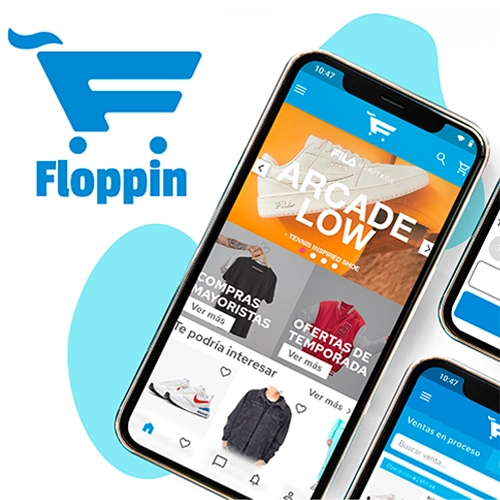 Floppin
10:47
FILA HERITAGE
ARCADE
LOW
- TENNIS INSPIRED SHOE
COMPRAS
MAYORISTAS
Ver más
OFERTAS DE
TEMPORADA
Ver más
Te podría interesar
Ver más
10:47
Ventas en proceso
Buscar venta...